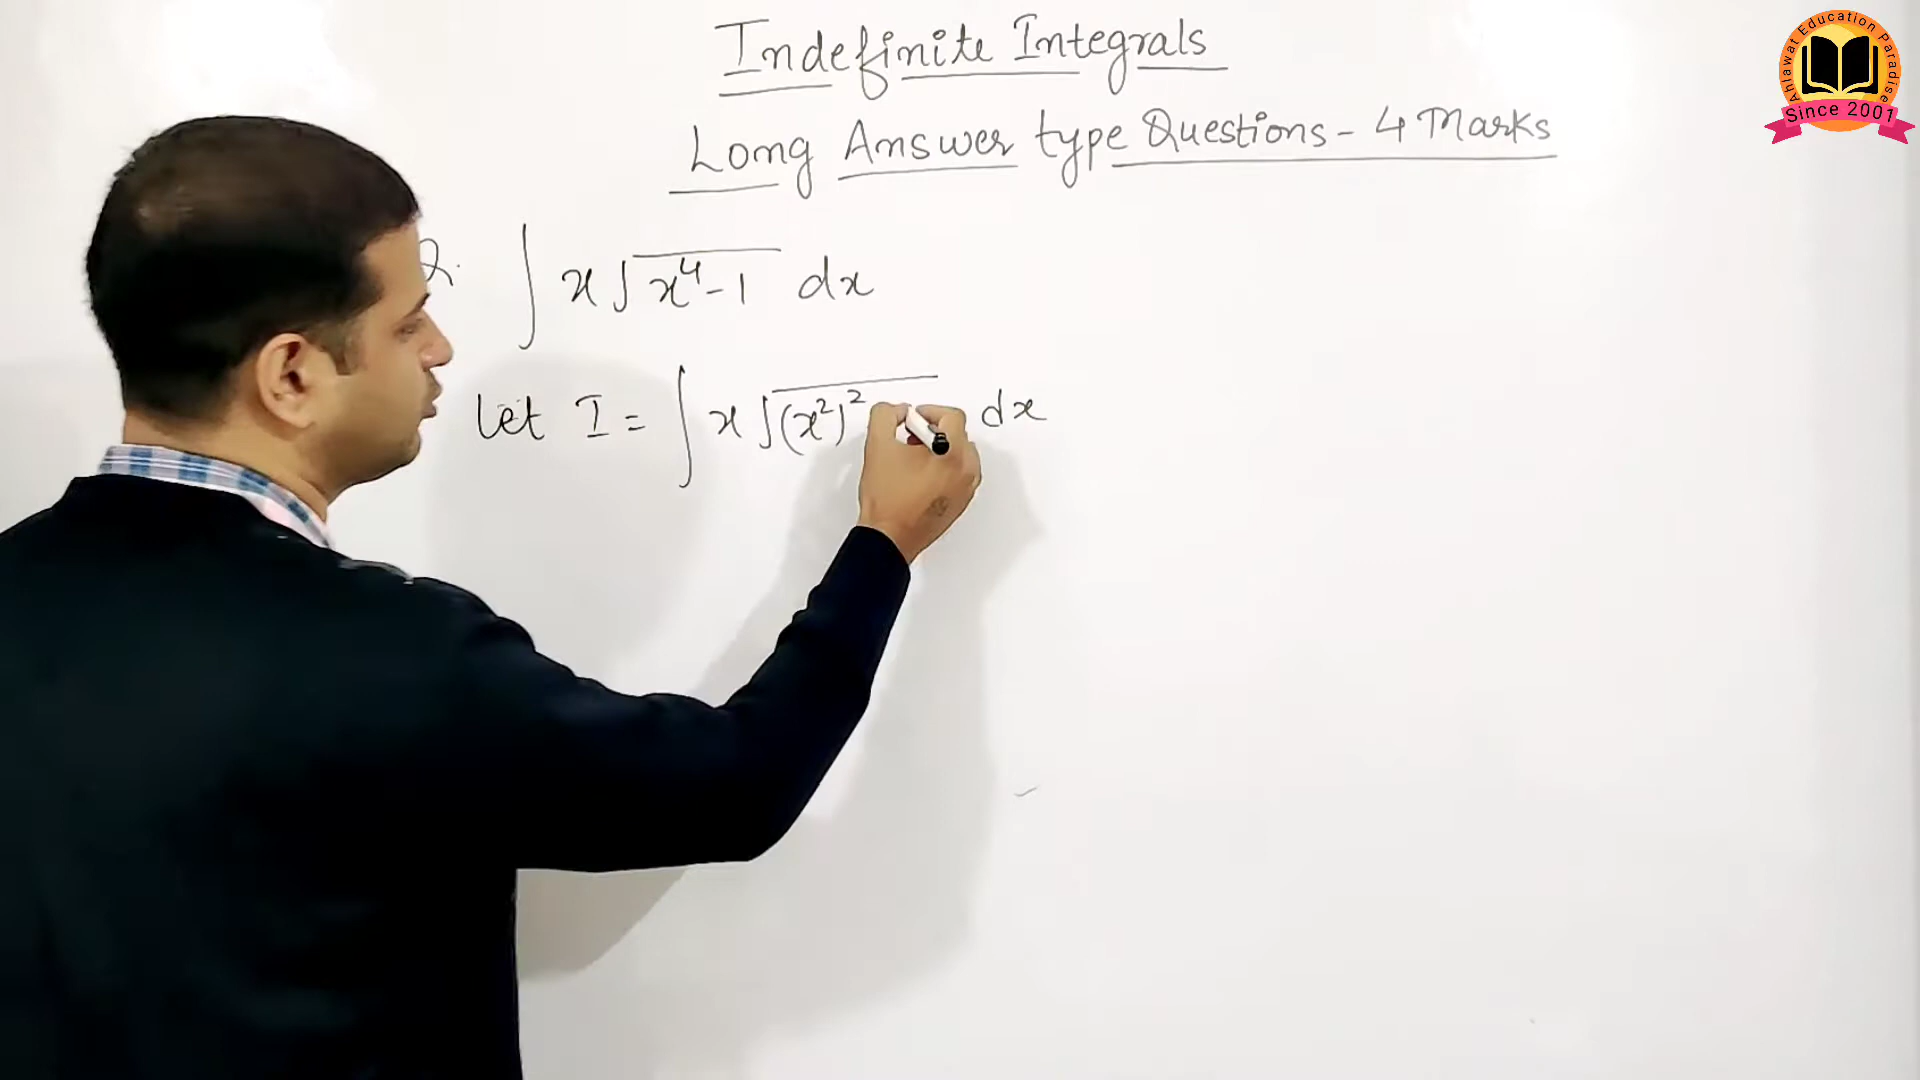 Indefinite Integrals
Long Answer type Questions - 4 Marks
Q. ∫ x √(x⁴-1) dx
Let I = ∫ x √((x²)² dx
Ahlawat Education Paradise
Since 2001